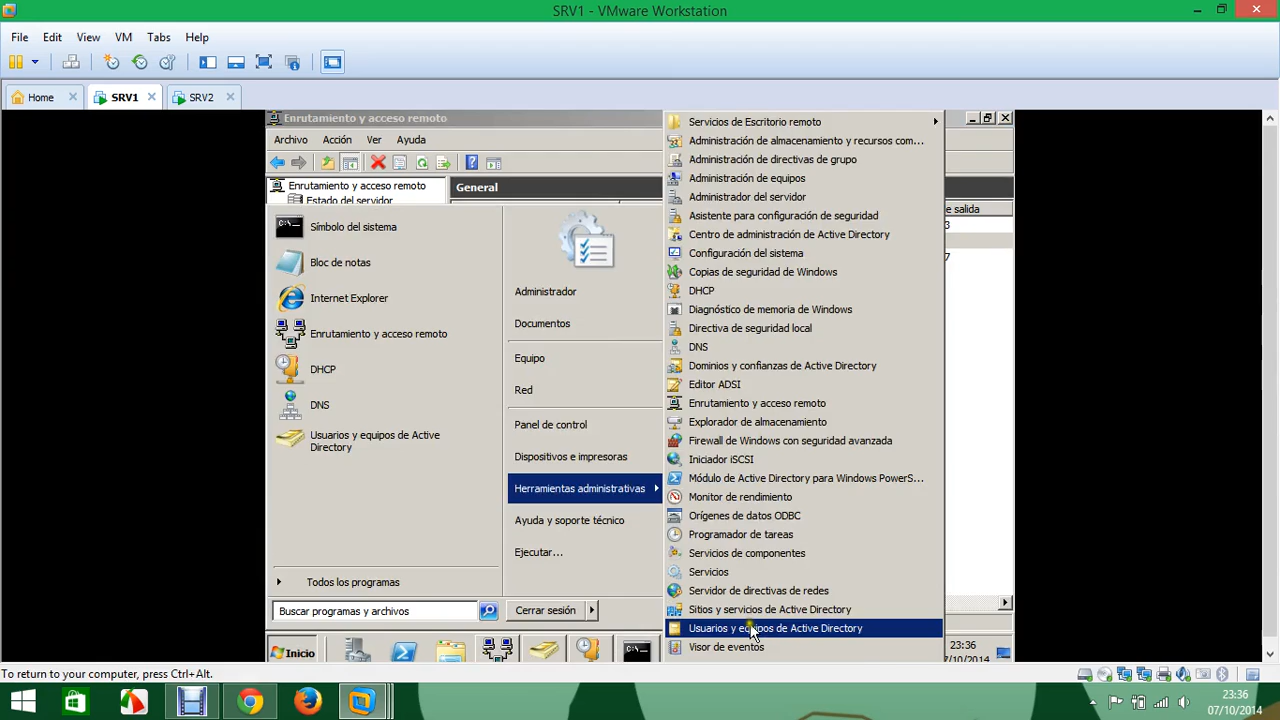 SRV1 - VMware Workstation
File Edit View VM Tabs Help
Home SRV1 SRV2
Enrutamiento y acceso remoto
Archivo Acción Ver Ayuda
Enrutamiento y acceso remoto
Estado del servidor
General
e salida
3
7
Símbolo del sistema
Bloc de notas
Internet Explorer
Enrutamiento y acceso remoto
DHCP
DNS
Usuarios y equipos de Active
Directory
Todos los programas
Buscar programas y archivos
Administrador
Documentos
Equipo
Red
Panel de control
Dispositivos e impresoras
Herramientas administrativas
Ayuda y soporte técnico
Ejecutar...
Cerrar sesión
Servicios de Escritorio remoto
Administración de almacenamiento y recursos com...
Administración de directivas de grupo
Administración de equipos
Administrador del servidor
Asistente para configuración de seguridad
Centro de administración de Active Directory
Configuración del sistema
Copias de seguridad de Windows
DHCP
Diagnóstico de memoria de Windows
Directiva de seguridad local
DNS
Dominios y confianzas de Active Directory
Editor ADSI
Enrutamiento y acceso remoto
Explorador de almacenamiento
Firewall de Windows con seguridad avanzada
Iniciador iSCSI
Módulo de Active Directory para Windows PowerS...
Monitor de rendimiento
Orígenes de datos ODBC
Programador de tareas
Servicios de componentes
Servicios
Servidor de directivas de redes
Sitios y servicios de Active Directory
Usuarios y equipos de Active Directory
Visor de eventos
Inicio
23:36
/10/2014
To return to your computer, press Ctrl+Alt.
23:36
07/10/2014